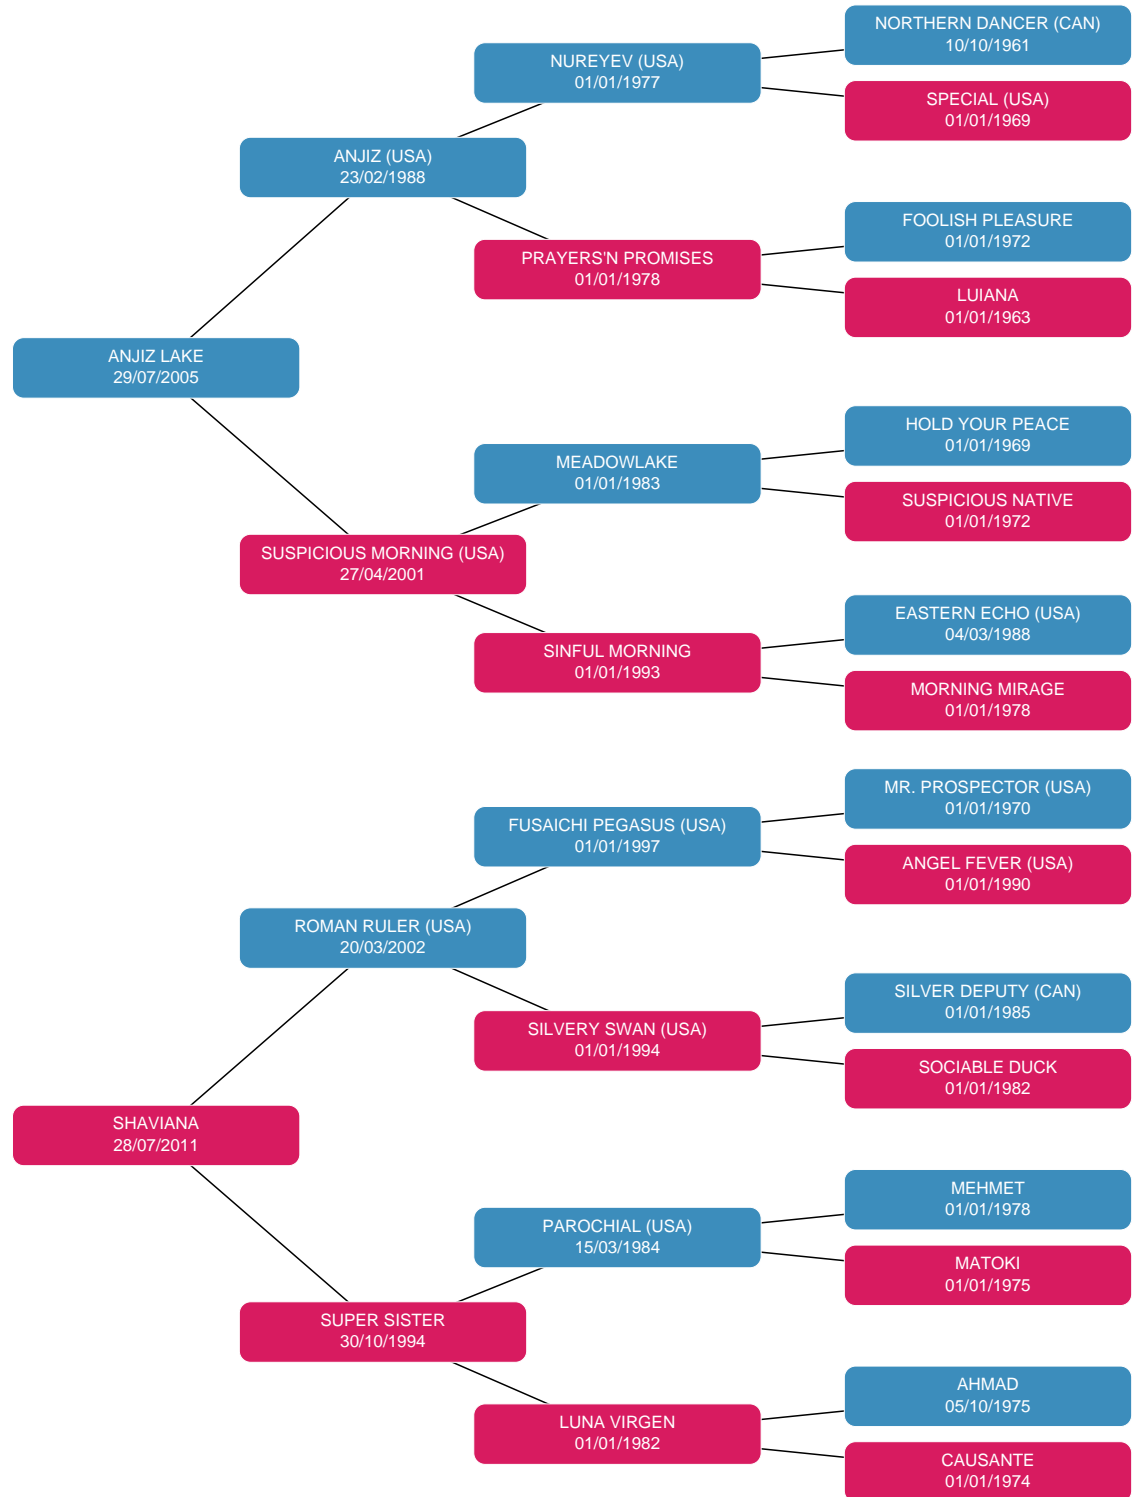 NORTHERN DANCER (CAN)
10/10/1961
NUREYEV (USA)
01/01/1977
SPECIAL (USA)
01/01/1969
ANJIZ (USA)
23/02/1988
FOOLISH PLEASURE
01/01/1972
PRAYERS'N PROMISES
01/01/1978
LUIANA
01/01/1963
ANJIZ LAKE
29/07/2005
HOLD YOUR PEACE
01/01/1969
MEADOWLAKE
01/01/1983
SUSPICIOUS NATIVE
01/01/1972
SUSPICIOUS MORNING (USA)
27/04/2001
EASTERN ECHO (USA)
04/03/1988
SINFUL MORNING
01/01/1993
MORNING MIRAGE
01/01/1978
MR. PROSPECTOR (USA)
01/01/1970
FUSAICHI PEGASUS (USA)
01/01/1997
ANGEL FEVER (USA)
01/01/1990
ROMAN RULER (USA)
20/03/2002
SILVER DEPUTY (CAN)
01/01/1985
SILVERY SWAN (USA)
01/01/1994
SOCIABLE DUCK
01/01/1982
SHAVIANA
28/07/2011
MEHMET
01/01/1978
PAROCHIAL (USA)
15/03/1984
MATOKI
01/01/1975
SUPER SISTER
30/10/1994
AHMAD
05/10/1975
LUNA VIRGEN
01/01/1982
CAUSANTE
01/01/1974